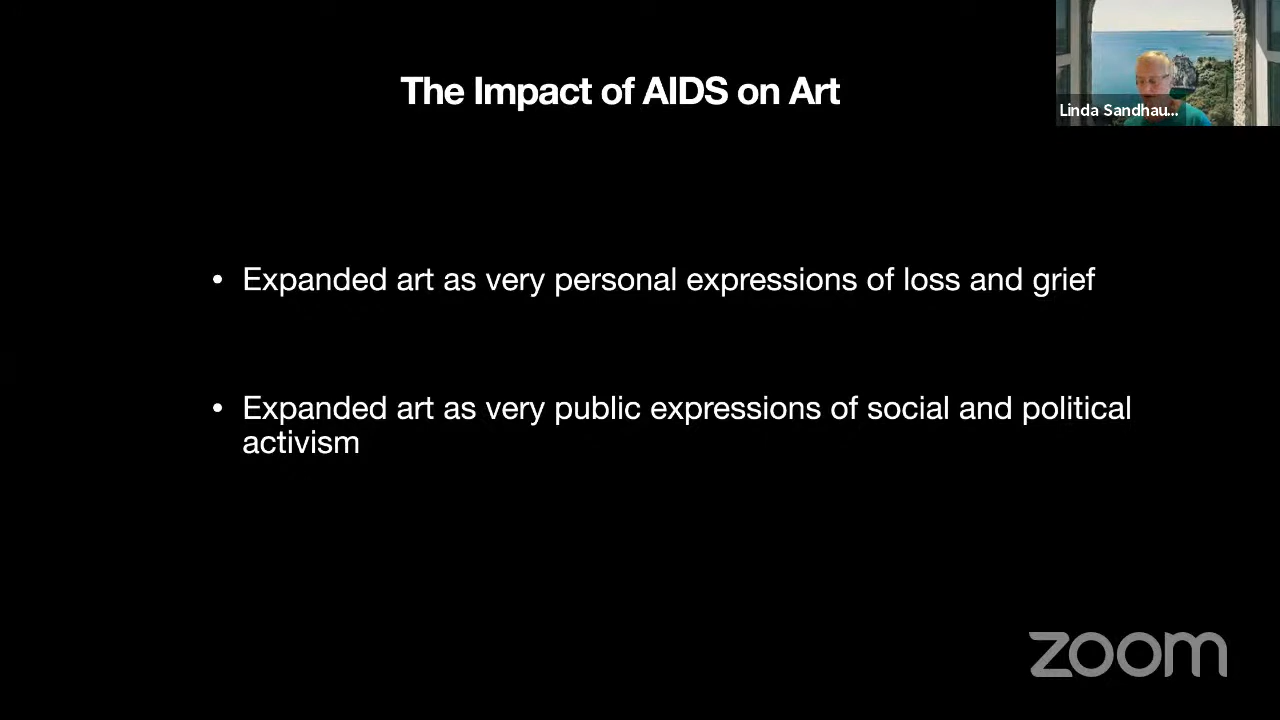 The Impact of AIDS on Art
Linda Sandhau...
• Expanded art as very personal expressions of loss and grief
• Expanded art as very public expressions of social and political
activism
zoom